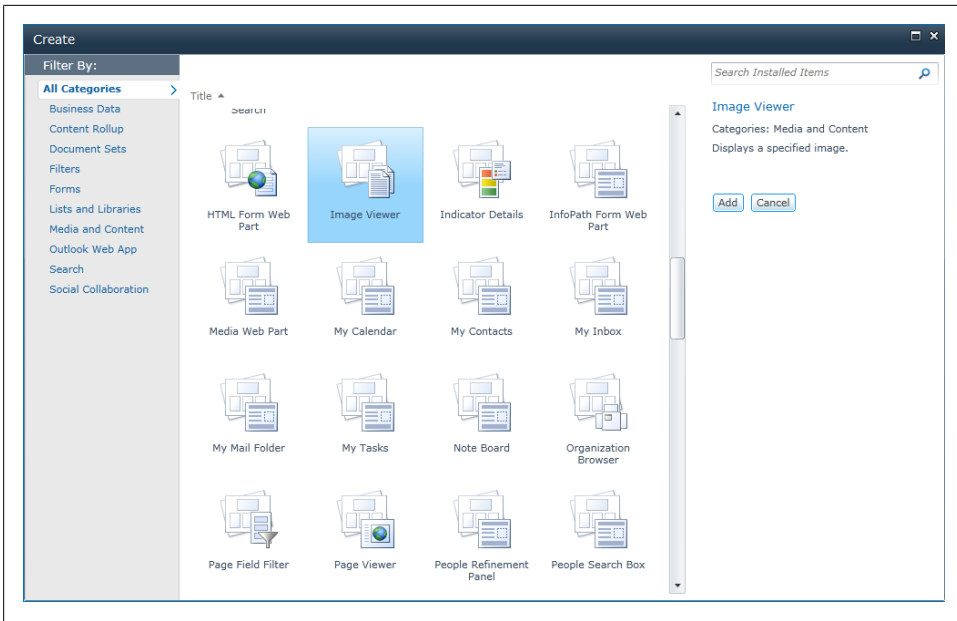 Create
Filter By:
All Categories
Business Data
Content Rollup
Document Sets
Filters
Forms
Lists and Libraries
Media and Content
Outlook Web App
Search
Social Collaboration
Title
Search
HTML Form Web
Part
Image Viewer
Indicator Details
InfoPath Form Web
Part
Media Web Part
My Calendar
My Contacts
My Inbox
My Mail Folder
My Tasks
Note Board
Organization
Browser
Page Field Filter
Page Viewer
People Refinement
Panel
People Search Box
Search Installed Items
Image Viewer
Categories: Media and Content
Displays a specified image.
Add
Cancel